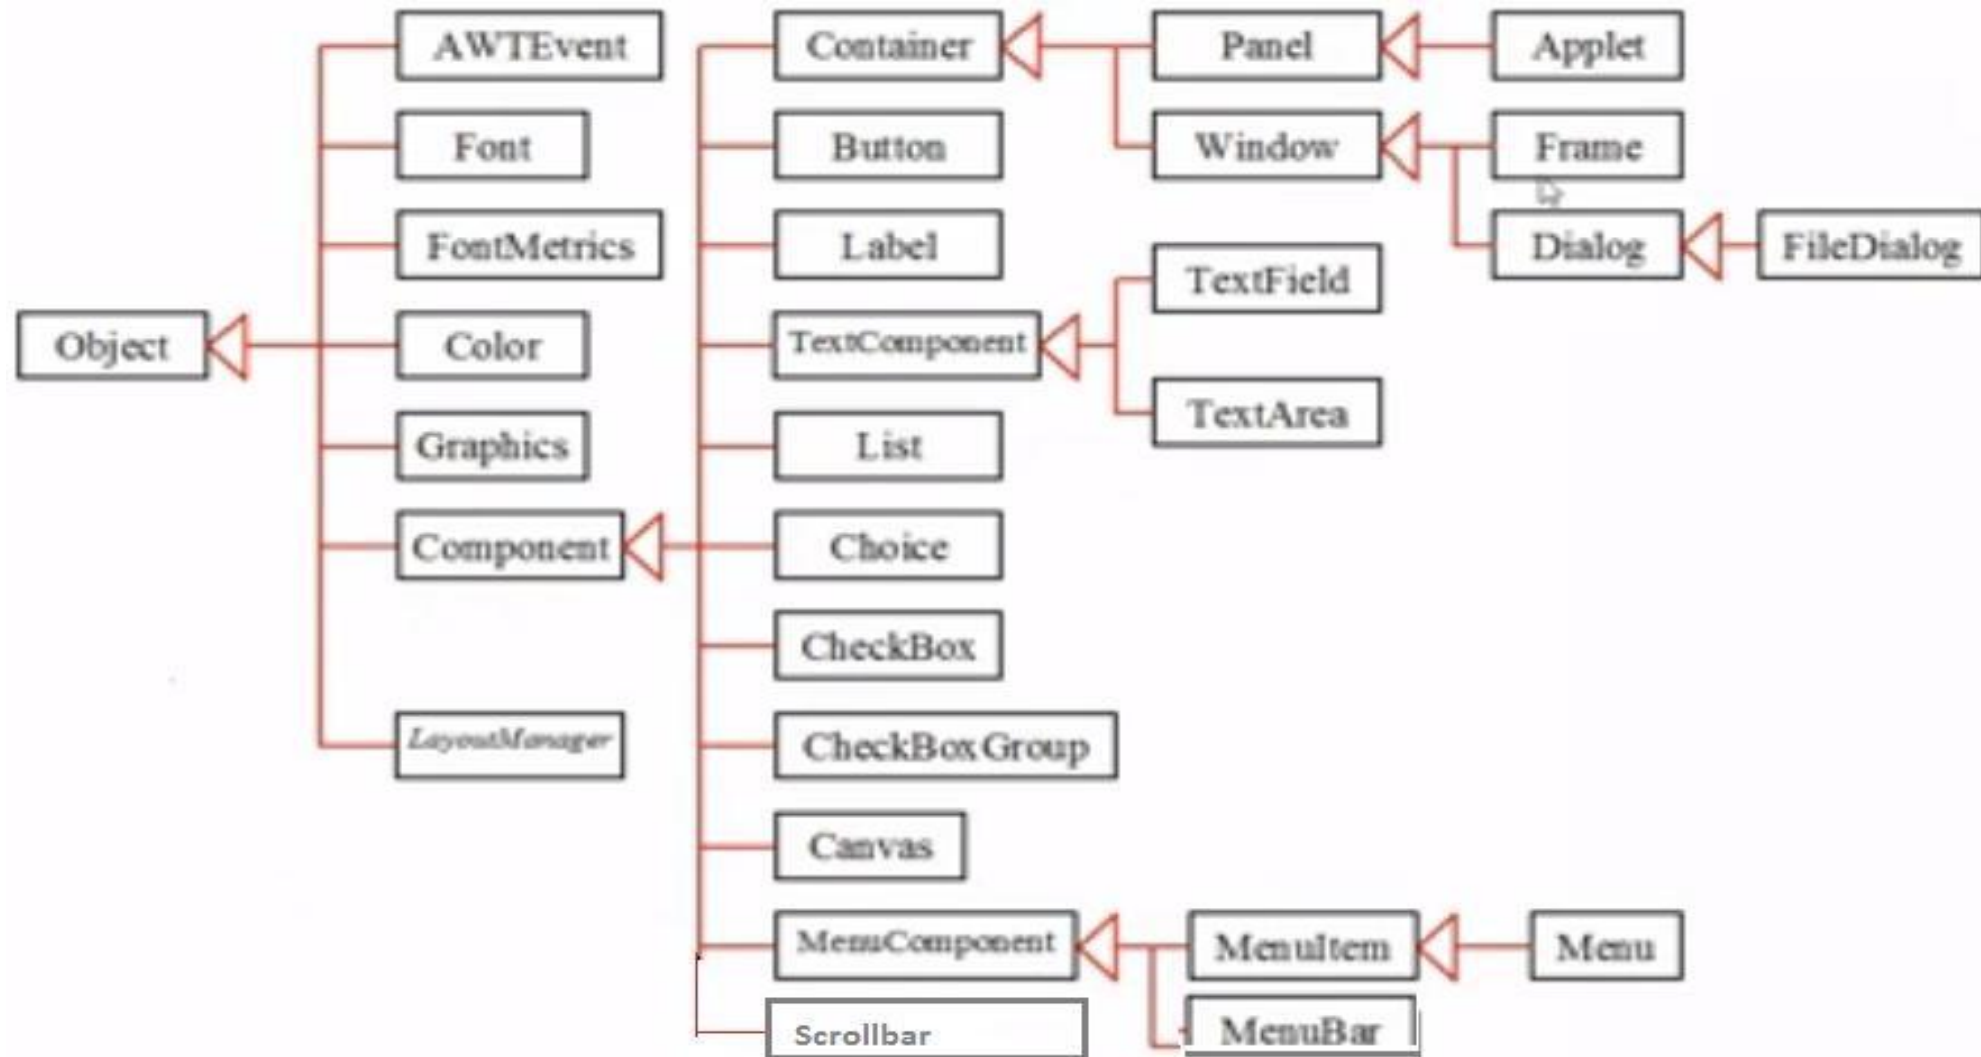 AWTEvent
Container
Panel
Applet
Font
Button
Window
Frame
FontMetrics
Label
TextField
Dialog
FileDialog
Object
Color
TextComponent
TextArea
Graphics
List
Component
Choice
CheckBox
LayoutManager
CheckBoxGroup
Canvas
MenuComponent
MenuItem
Menu
Scrollbar
MenuBar